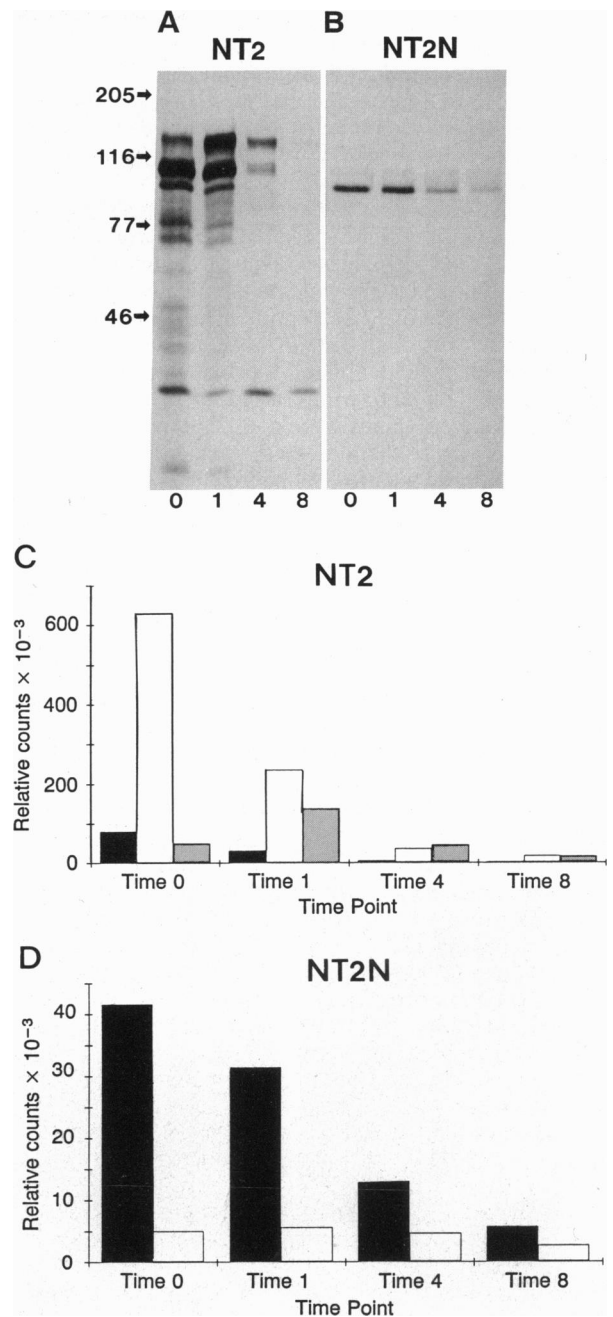 A
NT2
B
NT2N
205→
116→
77→
46→
0 1 4 8 0 1 4 8
C
NT2
Relative counts × 10⁻³
600
400
200
0
Time 0 Time 1 Time 4 Time 8
Time Point
D
NT2N
Relative counts × 10⁻³
40
30
20
10
0
Time 0 Time 1 Time 4 Time 8
Time Point